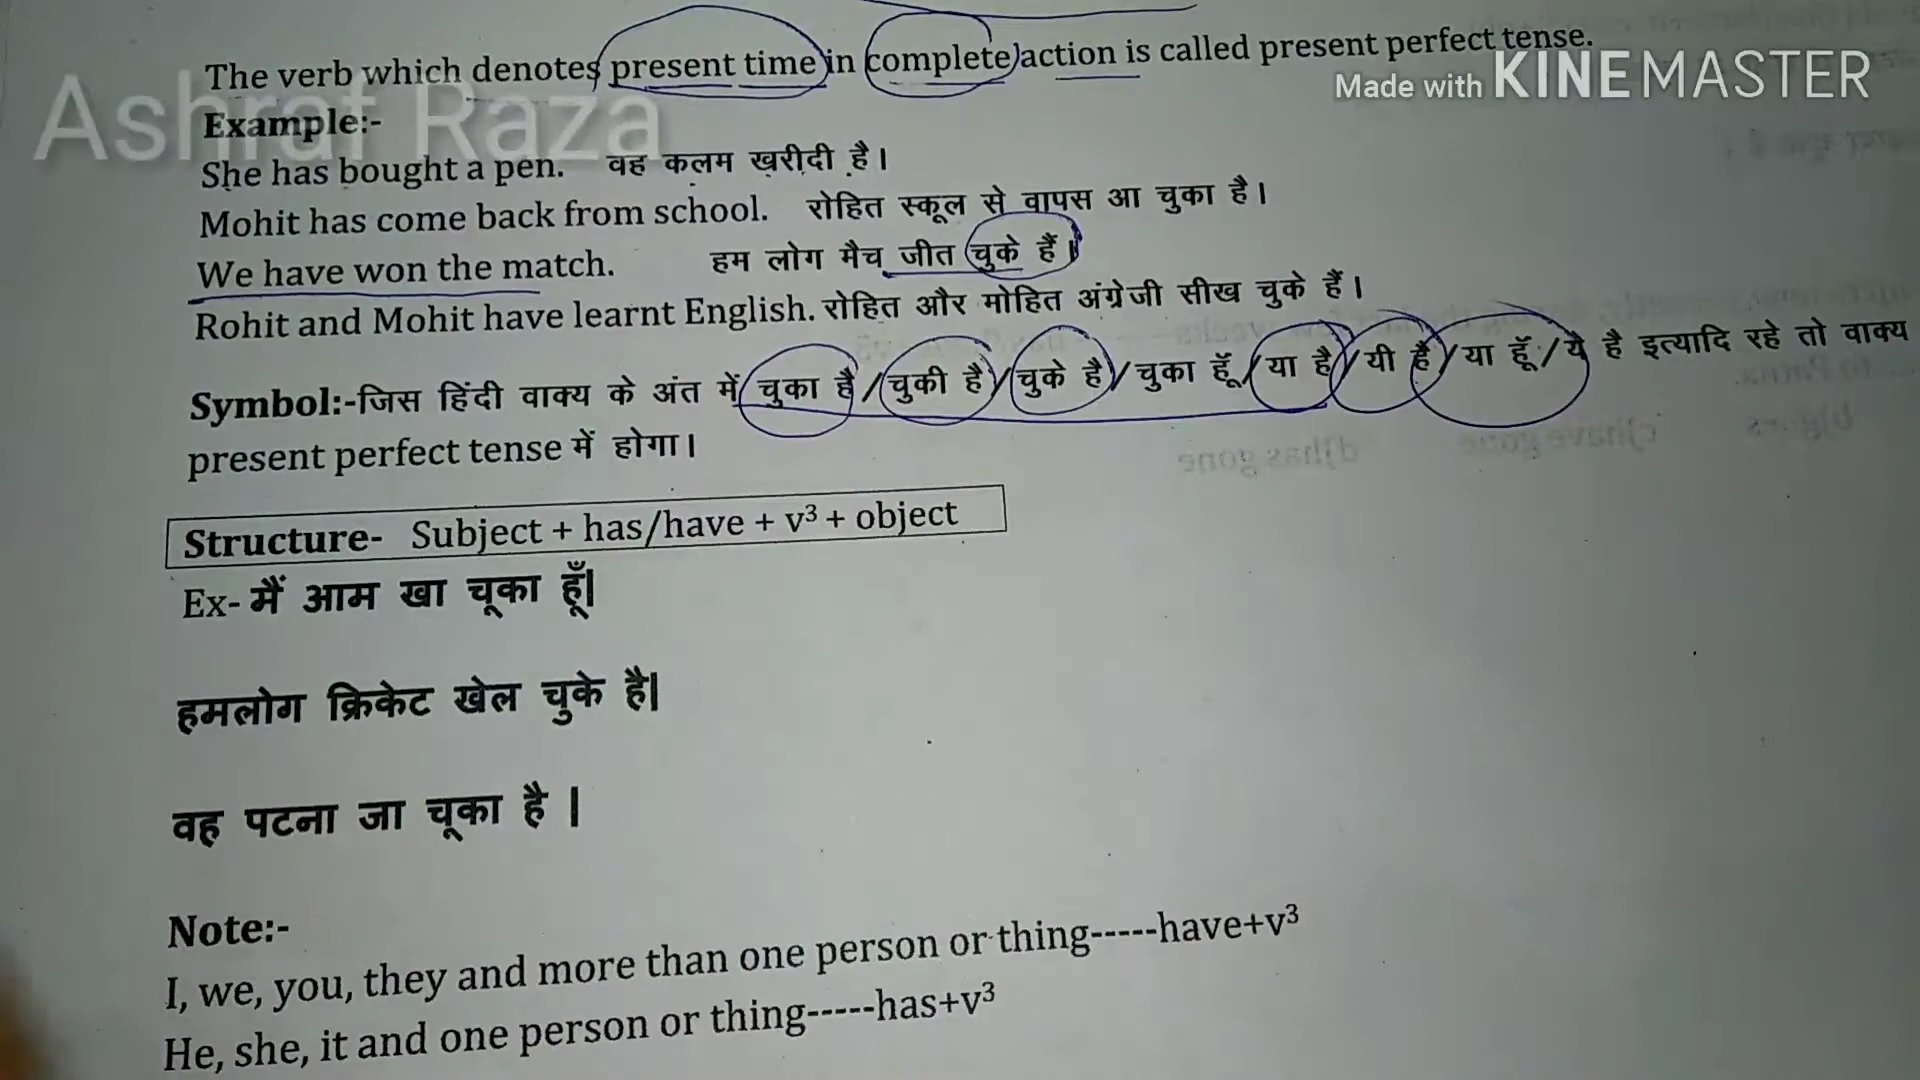 The verb which denotes present time in complete action is called present perfect tense.
Made with KINEMASTER
Ashraf Raza
Example:-
She has bought a pen. वह कलम खरीदी है।
Mohit has come back from school. रोहित स्कूल से वापस आ चुका है।
We have won the match. हम लोग मैच जीत चुके हैं।
Rohit and Mohit have learnt English. रोहित और मोहित अंग्रेजी सीख चुके हैं।
Symbol:-जिस हिंदी वाक्य के अंत में चुका है/चुकी है/चुके है/चुका हूँ/या है/यी है/या हूँ/ये है इत्यादि रहे तो वाक्य
present perfect tense में होगा।
d)has gone
Structure- Subject + has/have + v³ + object
Ex- मैं आम खा चूका हूँ|
हमलोग क्रिकेट खेल चुके है|
वह पटना जा चूका है |
Note:-
I, we, you, they and more than one person or thing-----have+v³
He, she, it and one person or thing-----has+v³